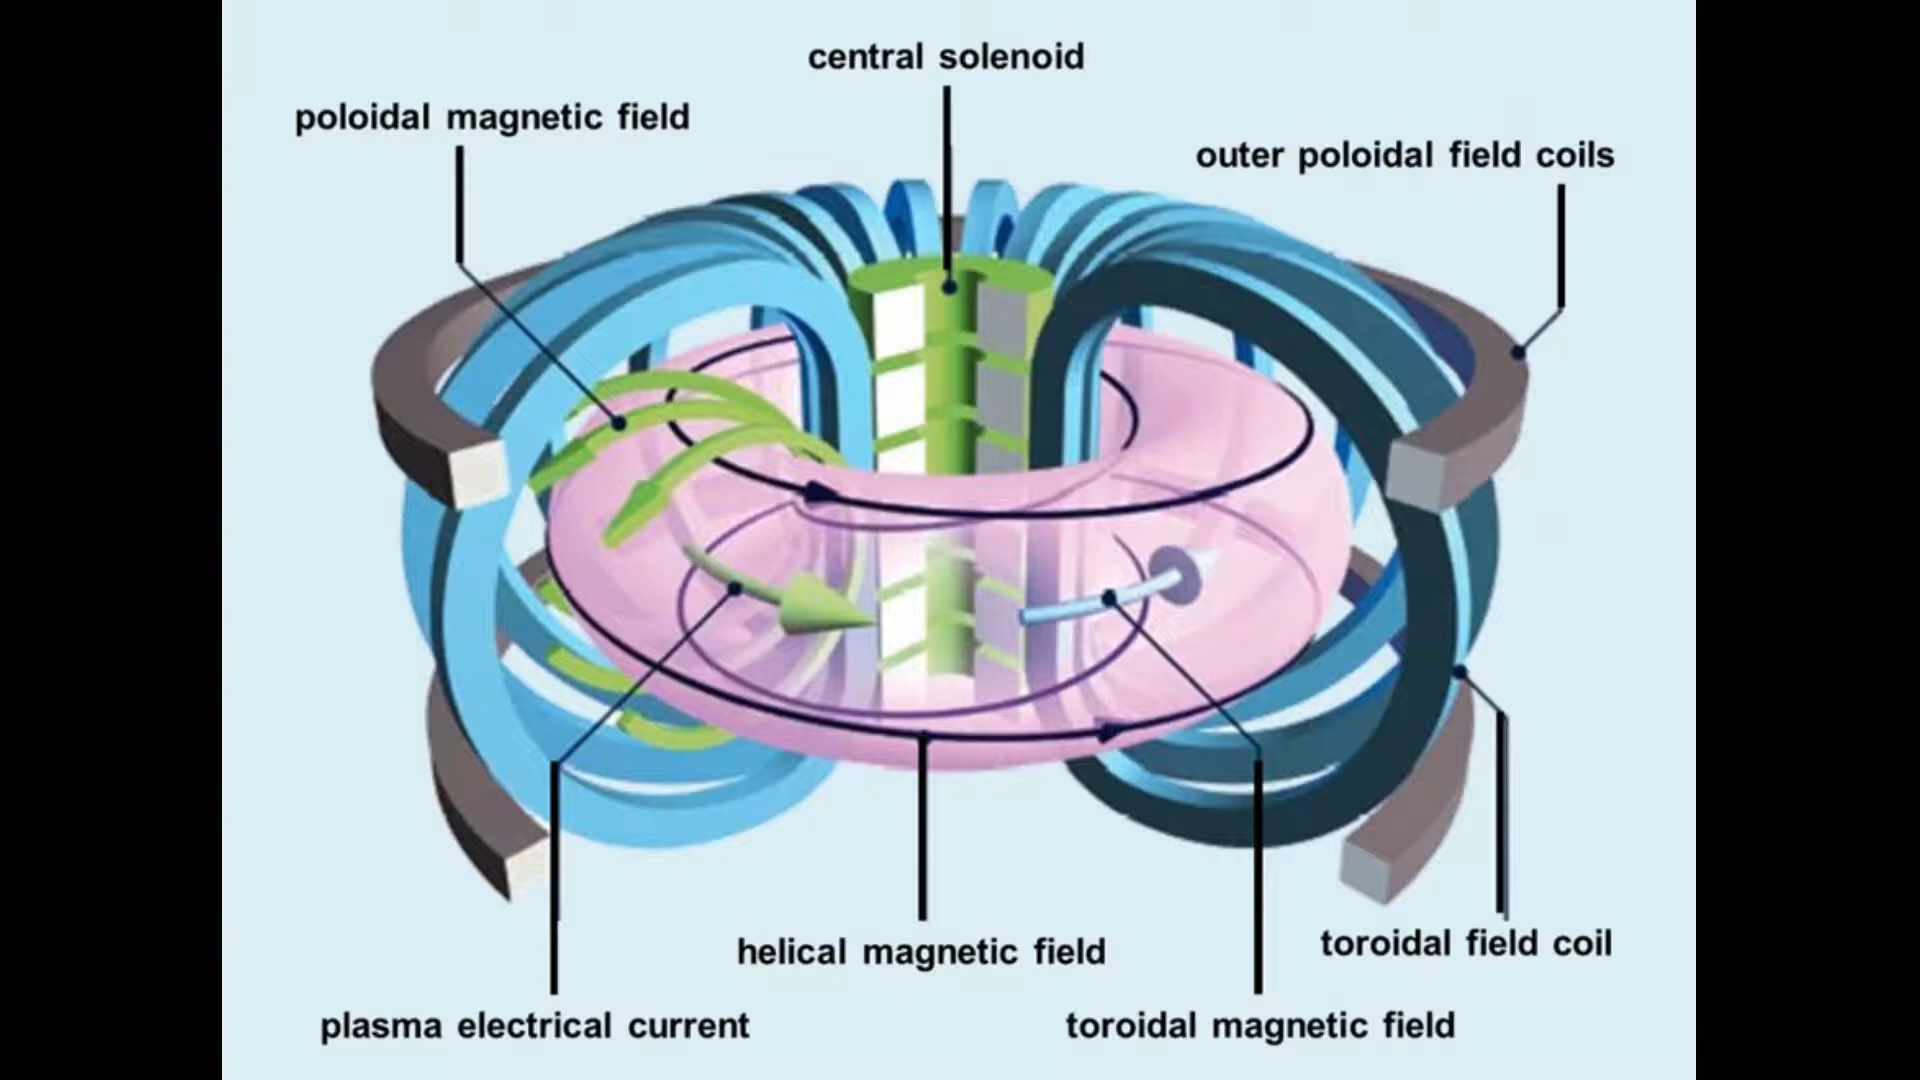 central solenoid
poloidal magnetic field
outer poloidal field coils
helical magnetic field
toroidal field coil
plasma electrical current
toroidal magnetic field